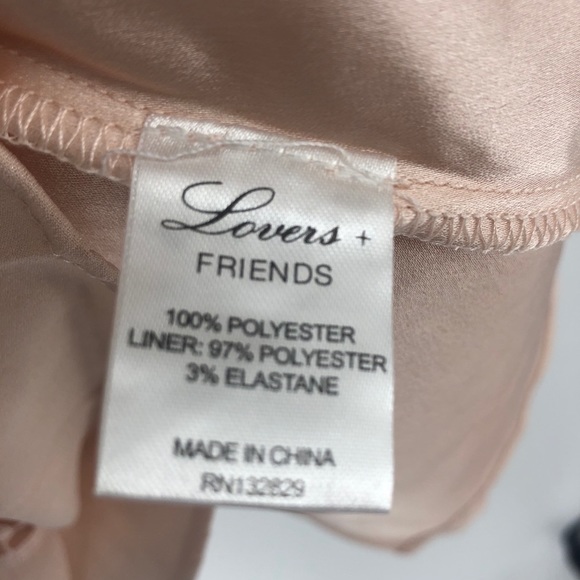 Lovers +
FRIENDS
100% POLYESTER
LINER: 97% POLYESTER
3% ELASTANE
MADE IN CHINA
RN132829